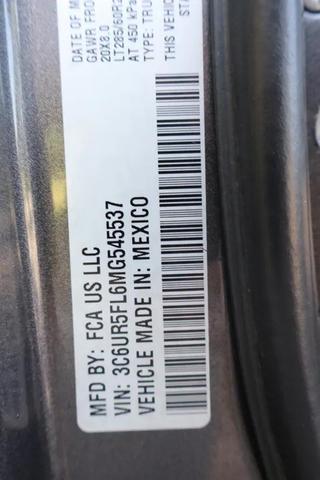 DATE OF M
GAWR FRO
20X8.0
LT285/60R2
AT 450 kPa
TYPE: TRU
THIS VEHIC
STA
MFD BY: FCA US LLC
VIN: 3C6UR5FL6MG545537
VEHICLE MADE IN: MEXICO